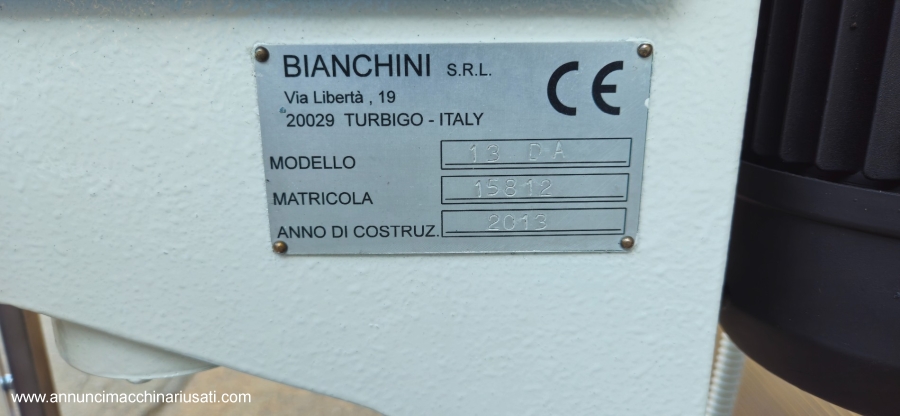 BIANCHINI S.R.L.
CE
Via Libertà , 19
20029 TURBIGO - ITALY
MODELLO 13 DA
MATRICOLA 15812
ANNO DI COSTRUZ. 2013
www.annuncimacchinariusati.com